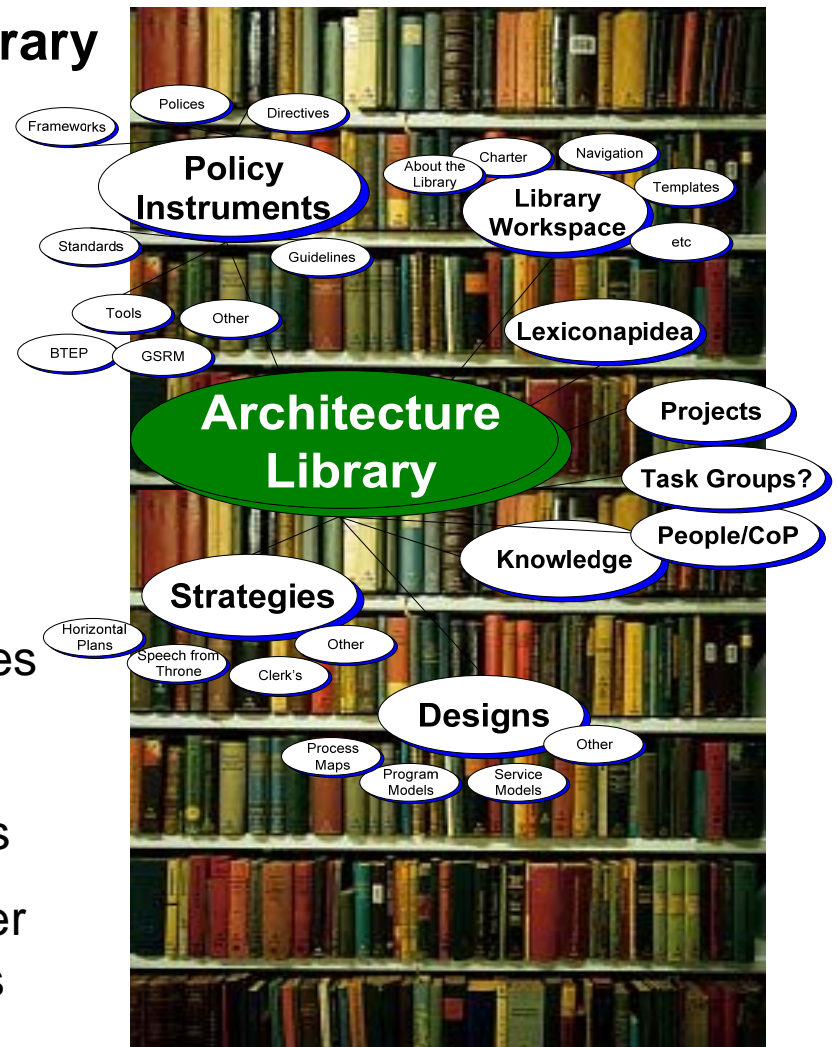 rary
Polices
Directives
Frameworks
Policy
Instruments
Charter
Navigation
About the
Library
Templates
Library
Workspace
etc
Standards
Guidelines
Tools
Other
BTEP
GSRM
Lexiconapidea
Architecture
Library
Projects
Task Groups?
People/CoP
Knowledge
Strategies
Horizontal
Plans
Speech from
Throne
Clerk's
Other
es
Designs
Other
Process
Maps
Program
Models
Service
Models
s
er
s